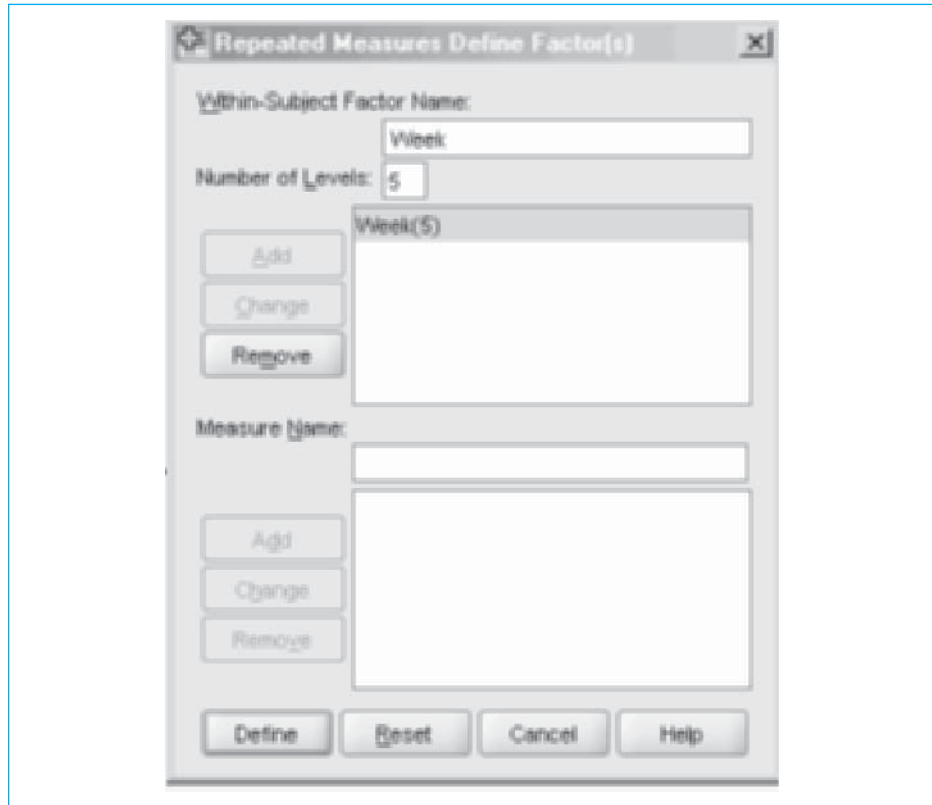 Repeated Measures Define Factor(s)
Within-Subject Factor Name:
Week
Number of Levels: 5
Week(5)
Add
Change
Remove
Measure Name:
Add
Change
Remove
Define Reset Cancel Help